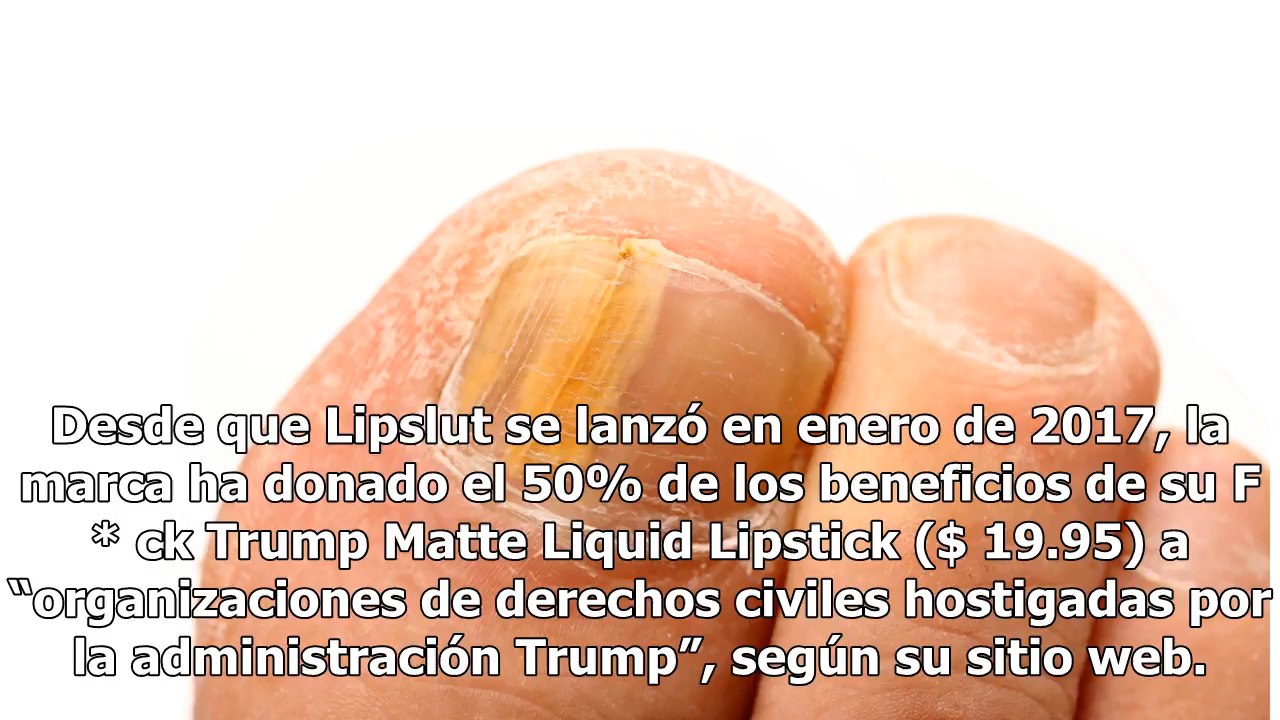 Desde que Lipslut se lanzó en enero de 2017, la
marca ha donado el 50% de los beneficios de su F
* ck Trump Matte Liquid Lipstick ($ 19.95) a
“organizaciones de derechos civiles hostigadas por
la administración Trump”, según su sitio web.